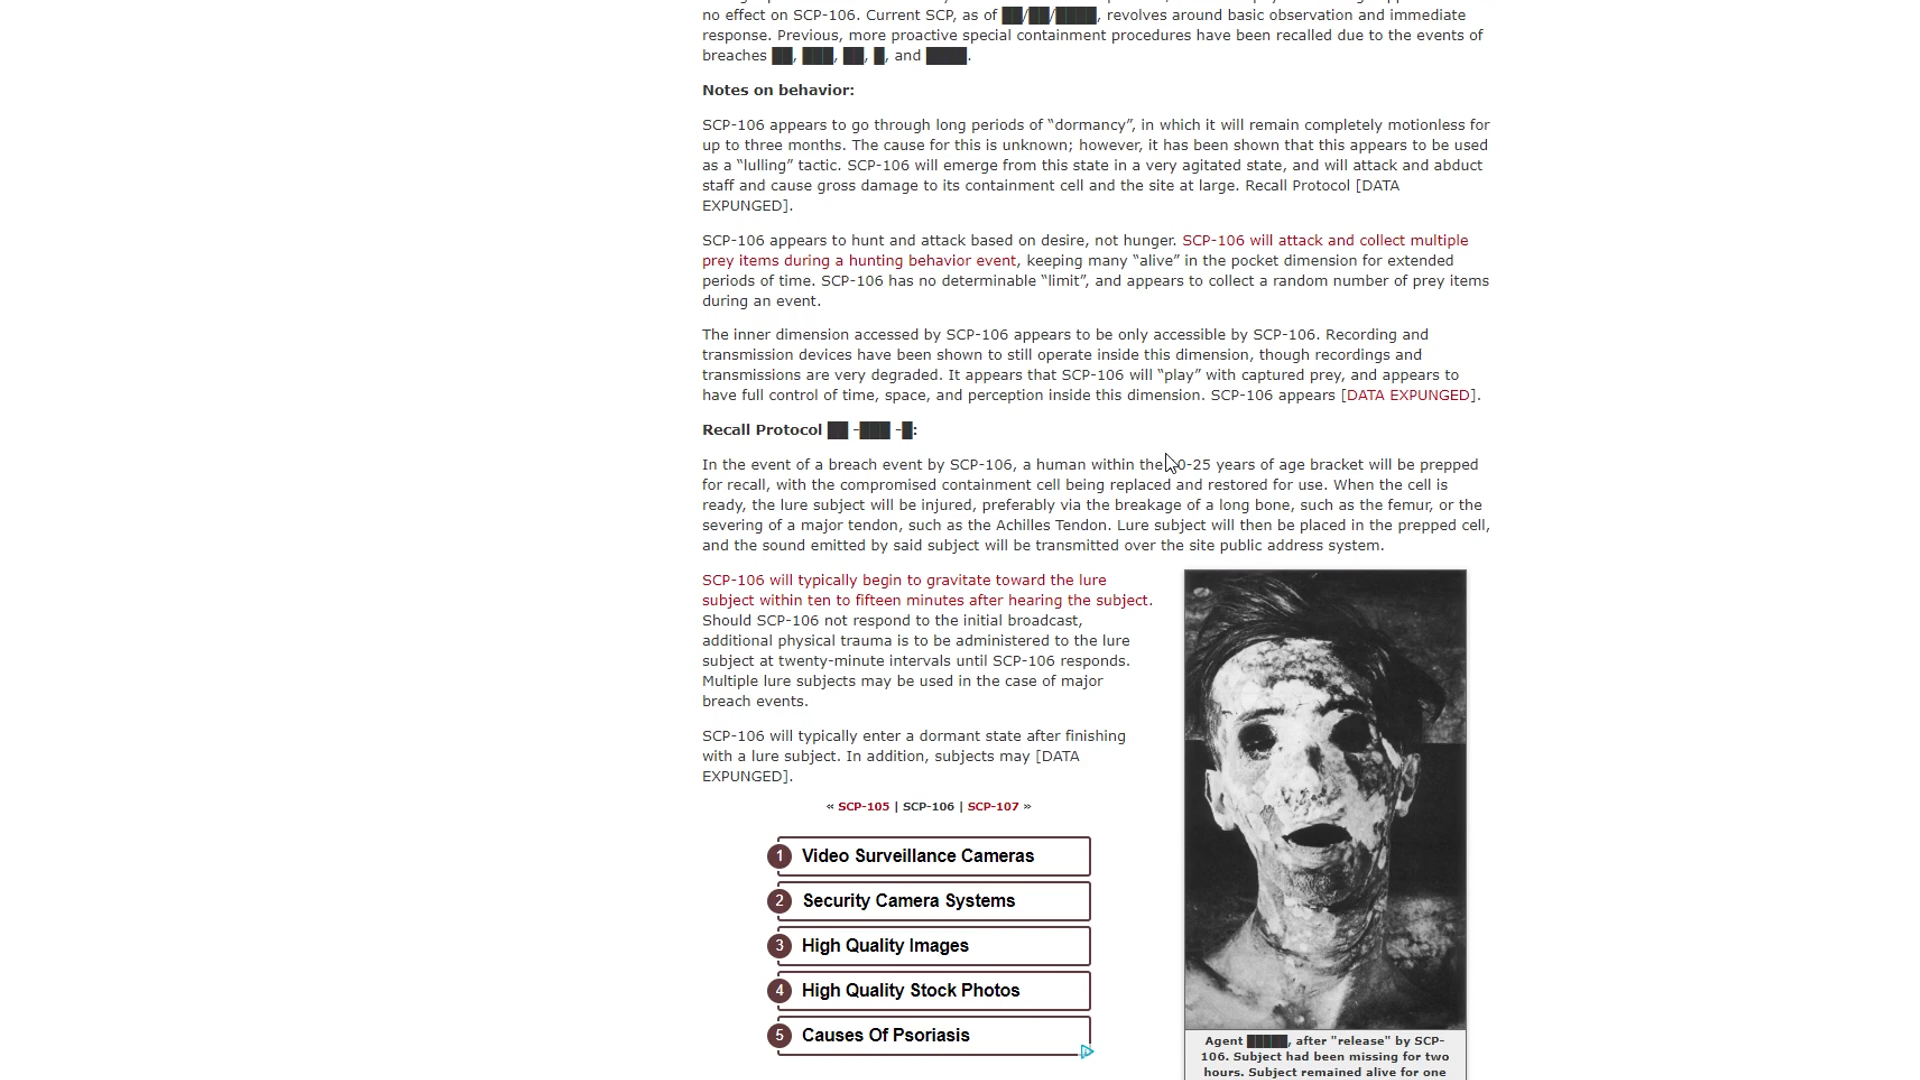 no effect on SCP-106. Current SCP, as of ██/██/████, revolves around basic observation and immediate
response. Previous, more proactive special containment procedures have been recalled due to the events of
breaches ██, ███, ██, █, and ████.
Notes on behavior:
SCP-106 appears to go through long periods of “dormancy”, in which it will remain completely motionless for
up to three months. The cause for this is unknown; however, it has been shown that this appears to be used
as a “lulling” tactic. SCP-106 will emerge from this state in a very agitated state, and will attack and abduct
staff and cause gross damage to its containment cell and the site at large. Recall Protocol [DATA
EXPUNGED].
SCP-106 appears to hunt and attack based on desire, not hunger. SCP-106 will attack and collect multiple
prey items during a hunting behavior event, keeping many “alive” in the pocket dimension for extended
periods of time. SCP-106 has no determinable “limit”, and appears to collect a random number of prey items
during an event.
The inner dimension accessed by SCP-106 appears to be only accessible by SCP-106. Recording and
transmission devices have been shown to still operate inside this dimension, though recordings and
transmissions are very degraded. It appears that SCP-106 will “play” with captured prey, and appears to
have full control of time, space, and perception inside this dimension. SCP-106 appears [DATA EXPUNGED].
Recall Protocol ██ -███ -█:
In the event of a breach event by SCP-106, a human within the 0-25 years of age bracket will be prepped
for recall, with the compromised containment cell being replaced and restored for use. When the cell is
ready, the lure subject will be injured, preferably via the breakage of a long bone, such as the femur, or the
severing of a major tendon, such as the Achilles Tendon. Lure subject will then be placed in the prepped cell,
and the sound emitted by said subject will be transmitted over the site public address system.
SCP-106 will typically begin to gravitate toward the lure
subject within ten to fifteen minutes after hearing the subject.
Should SCP-106 not respond to the initial broadcast,
additional physical trauma is to be administered to the lure
subject at twenty-minute intervals until SCP-106 responds.
Multiple lure subjects may be used in the case of major
breach events.
SCP-106 will typically enter a dormant state after finishing
with a lure subject. In addition, subjects may [DATA
EXPUNGED].
« SCP-105 | SCP-106 | SCP-107 »
1 Video Surveillance Cameras
2 Security Camera Systems
3 High Quality Images
4 High Quality Stock Photos
5 Causes Of Psoriasis
Agent █████, after "release" by SCP-
106. Subject had been missing for two
hours. Subject remained alive for one